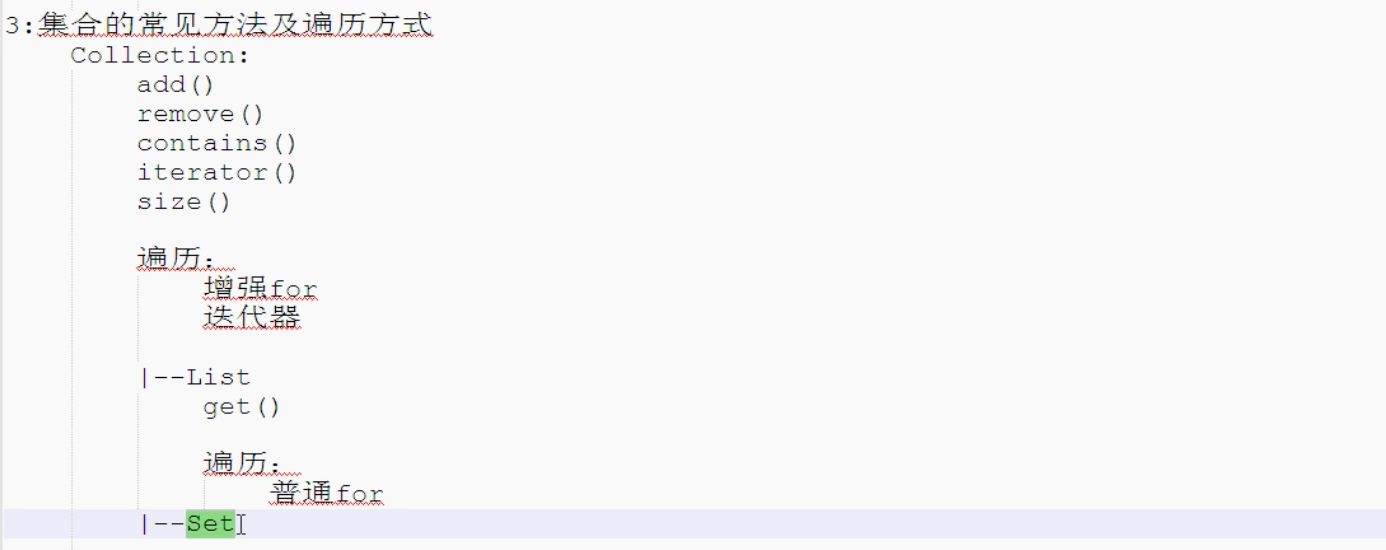 3:集合的常见方法及遍历方式
Collection:
add()
remove()
contains()
iterator()
size()
遍历：
增强for
迭代器
|--List
get()
遍历：
普通for
|--Set